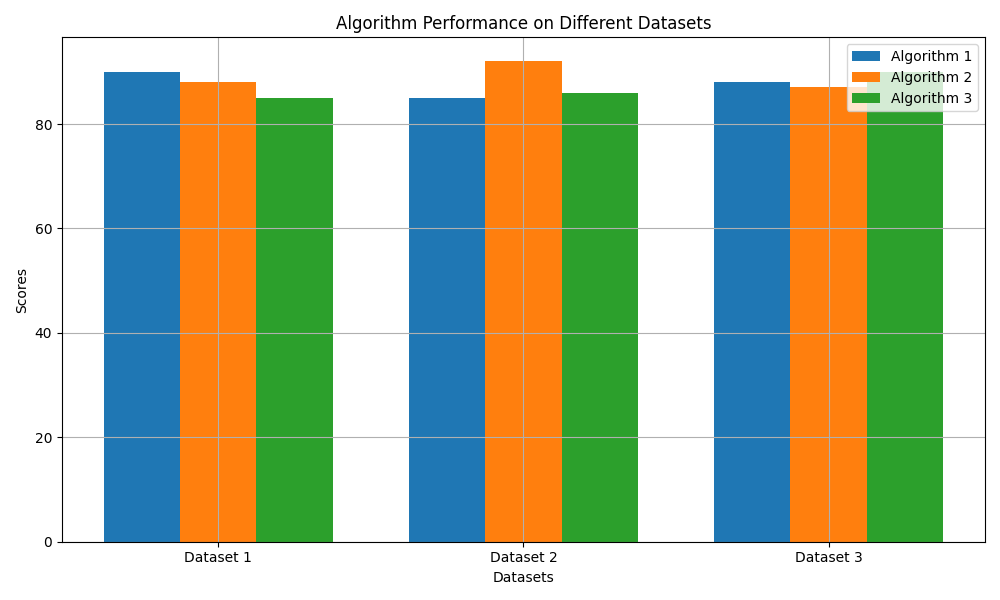 Algorithm Performance on Different Datasets
Algorithm 1
Algorithm 2
Algorithm 3
Scores
80
60
40
20
0
Dataset 1
Dataset 2
Dataset 3
Datasets